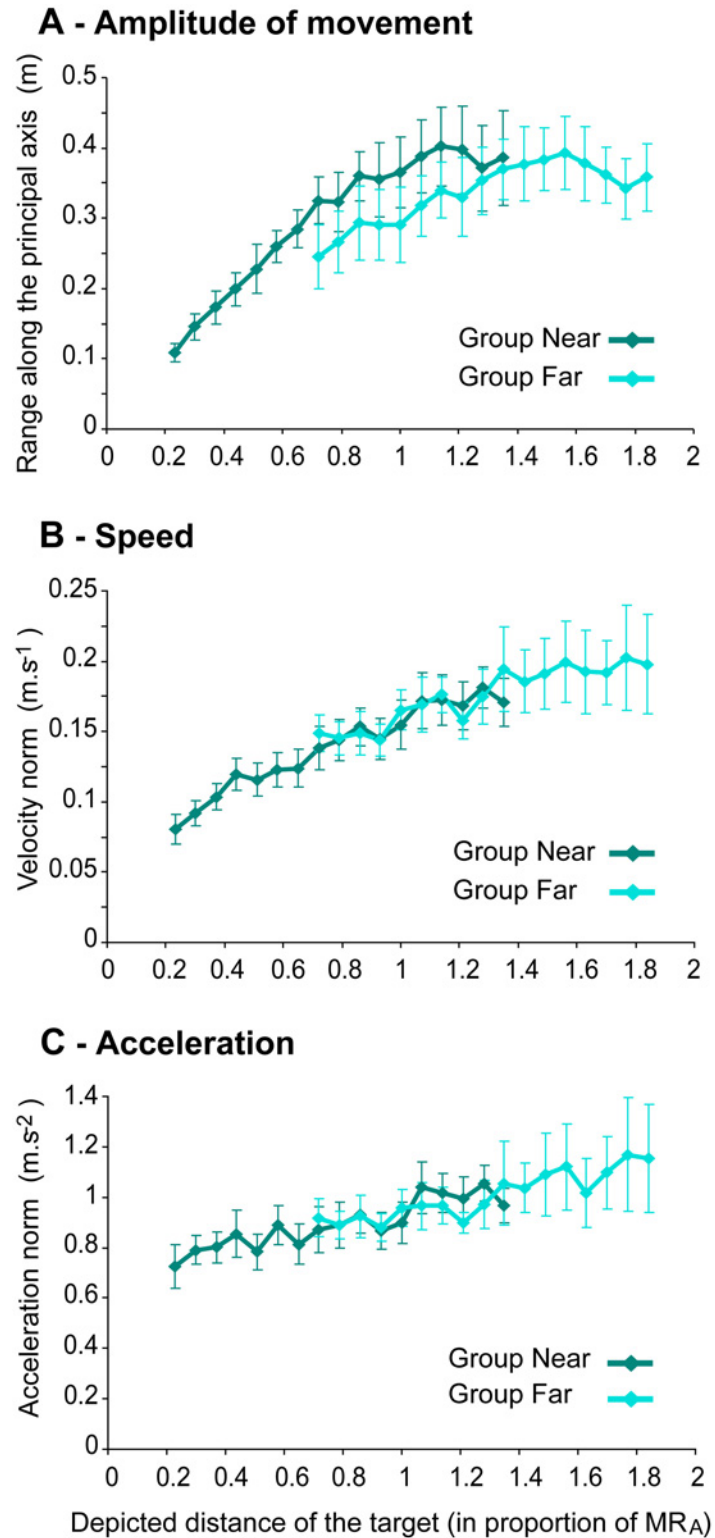 A - Amplitude of movement
Range along the principal axis (m)
0.5
0.4
0.3
0.2
0.1
0
Group Near
Group Far
0 0.2 0.4 0.6 0.8 1 1.2 1.4 1.6 1.8 2
B - Speed
Velocity norm (m.s-1)
0.25
0.2
0.15
0.1
0.05
0
Group Near
Group Far
0 0.2 0.4 0.6 0.8 1 1.2 1.4 1.6 1.8 2
C - Acceleration
Acceleration norm (m.s-2)
1.4
1.2
1
0.8
0.6
0.4
0.2
0
Group Near
Group Far
0 0.2 0.4 0.6 0.8 1 1.2 1.4 1.6 1.8 2
Depicted distance of the target (in proportion of MRA)